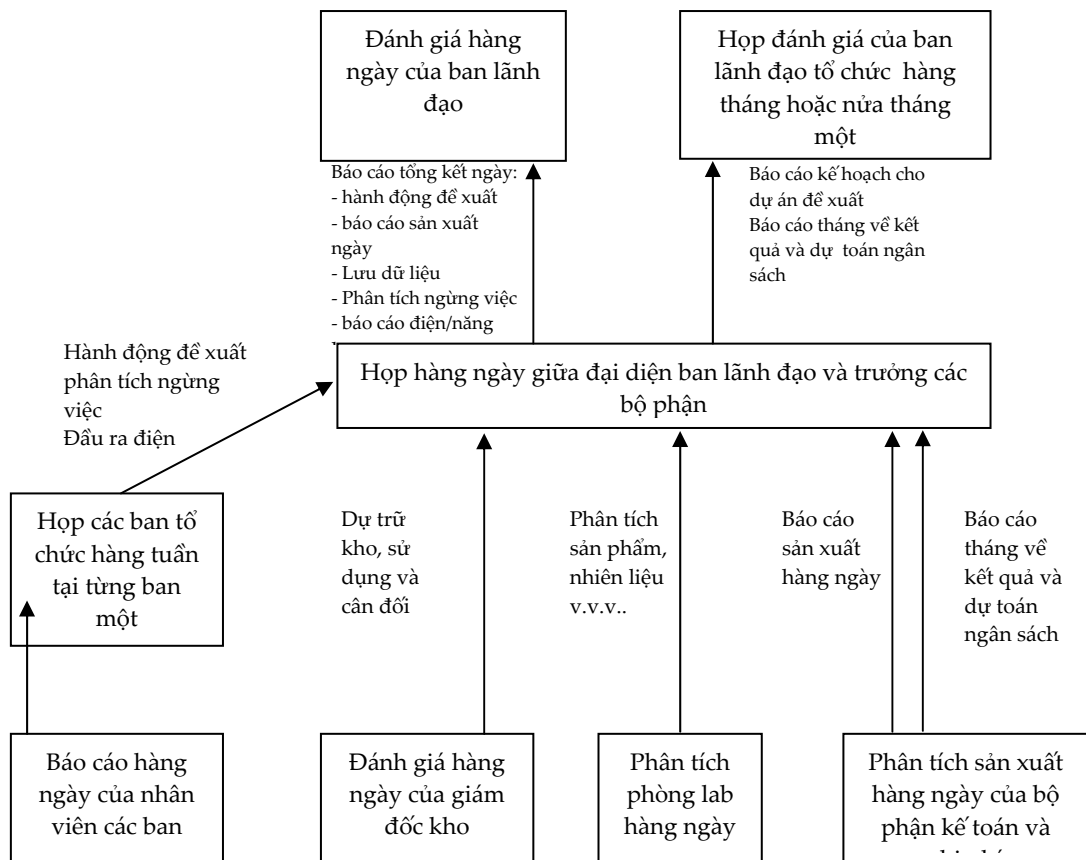 Đánh giá hàng
ngày của ban lãnh
đạo
Họp đánh giá của ban
lãnh đạo tổ chức hàng
tháng hoặc nửa tháng
một
Báo cáo tổng kết ngày:
- hành động đề xuất
- báo cáo sản xuất
ngày
- Lưu dữ liệu
- Phân tích ngừng việc
- báo cáo điện/năng
Báo cáo kế hoạch cho
dự án đề xuất
Báo cáo tháng về kết
quả và dự toán ngân
sách
Hành động đề xuất
phân tích ngừng
việc
Đầu ra điện
Họp hàng ngày giữa đại diện ban lãnh đạo và trưởng các
bộ phận
Họp các ban tổ
chức hàng tuần
tại từng ban
một
Dự trữ
kho, sử
dụng và
cân đối
Phân tích
sản phẩm,
nhiên liệu
v.v.v..
Báo cáo
sản xuất
hàng ngày
Báo cáo
tháng về
kết quả và
dự toán
ngân sách
Báo cáo hàng
ngày của nhân
viên các ban
Đánh giá hàng
ngày của giám
đốc kho
Phân tích
phòng lab
hàng ngày
Phân tích sản xuất
hàng ngày của bộ
phận kế toán và